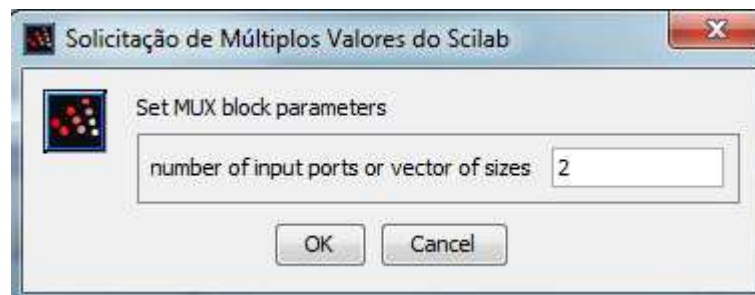 Solicitação de Múltiplos Valores do Scilab
Set MUX block parameters
number of input ports or vector of sizes 2
OK Cancel